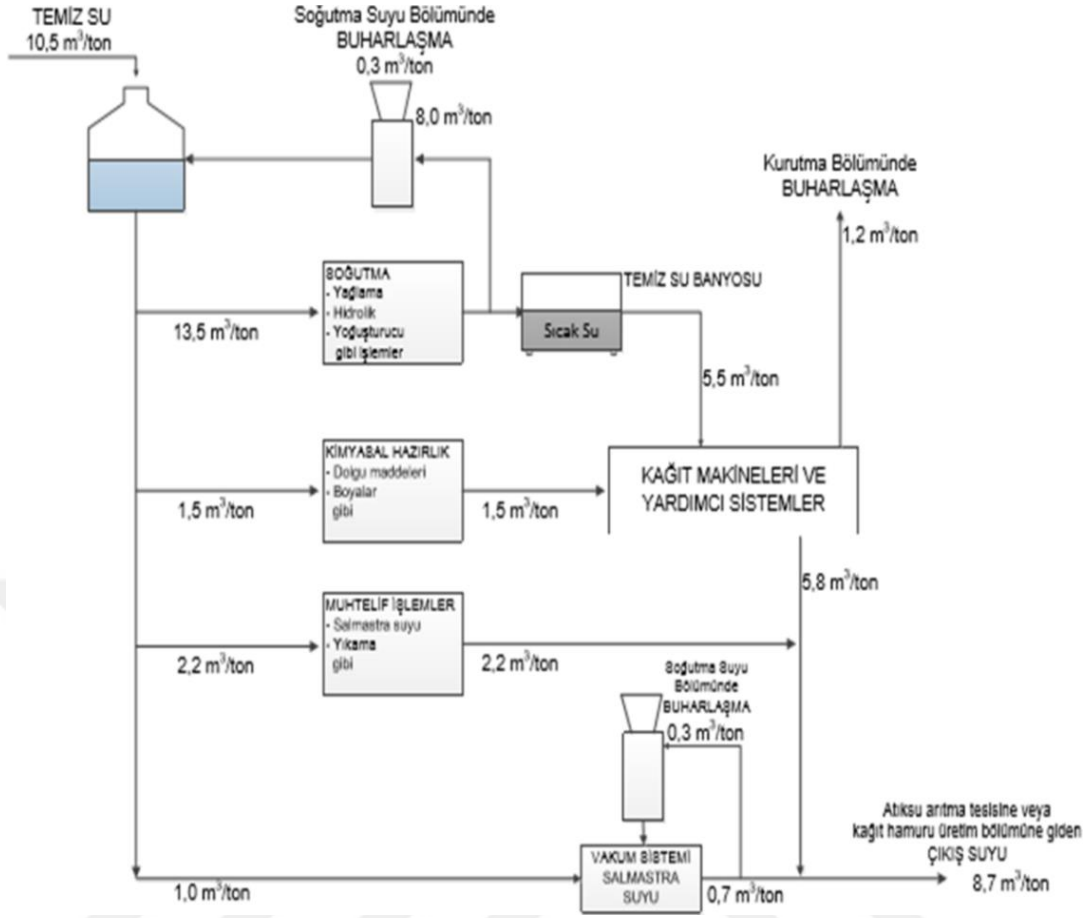 TEMİZ SU
10,5 m³/ton
Soğutma Suyu Bölümünde
BUHARLAŞMA
0,3 m³/ton
8,0 m³/ton
Kurutma Bölümünde
BUHARLAŞMA
1,2 m³/ton
SOĞUTMA
- Yağlama
- Hidrolik
- Yoğuşturucu
gibi işlemler
13,5 m³/ton
TEMİZ SU BANYOSU
Sıcak Su
5,5 m³/ton
KİMYASAL HAZIRLIK
- Dolgu maddeleri
- Boyalar
gibi
1,5 m³/ton
1,5 m³/ton
KAĞIT MAKİNELERİ VE
YARDIMCI SİSTEMLER
5,8 m³/ton
MUHTELİF İŞLEMLER
- Salmastra suyu
- Yıkama
gibi
2,2 m³/ton
2,2 m³/ton
Soğutma Suyu
Bölümünde
BUHARLAŞMA
0,3 m³/ton
VAKUM SİSTEMİ
SALMASTRA
SUYU
1,0 m³/ton
0,7 m³/ton
Atıksu arıtma tesisine veya
kağıt hamuru üretim bölümüne giden
ÇIKIŞ SUYU
8,7 m³/ton